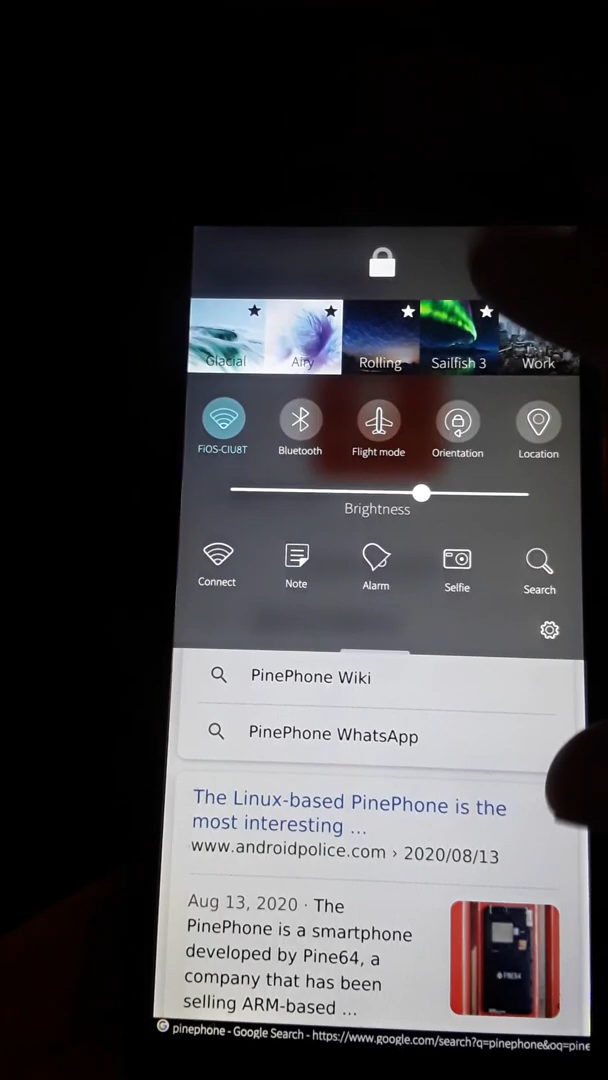 Glacial Airy Rolling Sailfish 3 Work
FiOS-CIU8T Bluetooth Flight mode Orientation Location
Brightness
Connect Note Alarm Selfie Search
PinePhone Wiki
PinePhone WhatsApp
The Linux-based PinePhone is the
most interesting ...
www.androidpolice.com › 2020/08/13
Aug 13, 2020 · The
PinePhone is a smartphone
developed by Pine64, a
company that has been
selling ARM-based ...
PINE64
G pinephone - Google Search - https://www.google.com/search?q=pinephone&oq=pine